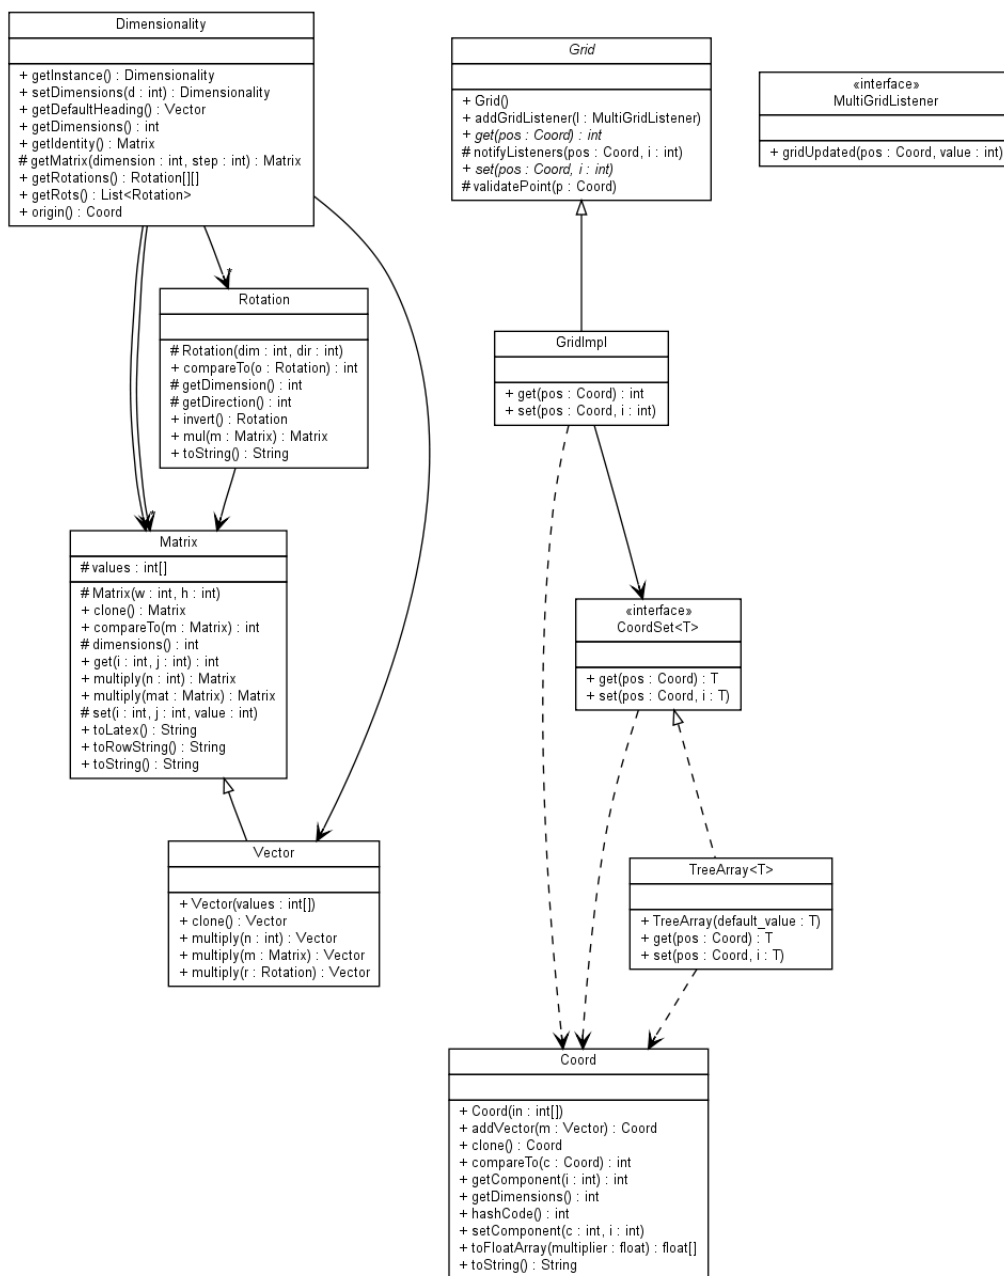 Dimensionality
+ getInstance() : Dimensionality
+ setDimensions(d : int) : Dimensionality
+ getDefaultHeading() : Vector
+ getDimensions() : int
+ getIdentity() : Matrix
# getMatrix(dimension : int, step : int) : Matrix
+ getRotations() : Rotation[][]
+ getRots() : List<Rotation>
+ origin() : Coord
Grid
+ Grid()
+ addGridListener(l : MultiGridListener)
+ get(pos : Coord) : int
# notifyListeners(pos : Coord, i : int)
+ set(pos : Coord, i : int)
# validatePoint(p : Coord)
«interface»
MultiGridListener
+ gridUpdated(pos : Coord, value : int)
*
Rotation
# Rotation(dim : int, dir : int)
+ compareTo(o : Rotation) : int
# getDimension() : int
# getDirection() : int
+ invert() : Rotation
+ mul(m : Matrix) : Matrix
+ toString() : String
GridImpl
+ get(pos : Coord) : int
+ set(pos : Coord, i : int)
*
Matrix
# values : int[]
# Matrix(w : int, h : int)
+ clone() : Matrix
+ compareTo(m : Matrix) : int
# dimensions() : int
+ get(i : int, j : int) : int
+ multiply(n : int) : Matrix
+ multiply(mat : Matrix) : Matrix
# set(i : int, j : int, value : int)
+ toLatex() : String
+ toRowString() : String
+ toString() : String
«interface»
CoordSet<T>
+ get(pos : Coord) : T
+ set(pos : Coord, i : T)
Vector
+ Vector(values : int[])
+ clone() : Vector
+ multiply(n : int) : Vector
+ multiply(m : Matrix) : Vector
+ multiply(r : Rotation) : Vector
TreeArray<T>
+ TreeArray(default_value : T)
+ get(pos : Coord) : T
+ set(pos : Coord, i : T)
Coord
+ Coord(in : int[])
+ addVector(m : Vector) : Coord
+ clone() : Coord
+ compareTo(c : Coord) : int
+ getComponent(i : int) : int
+ getDimensions() : int
+ hashCode() : int
+ setComponent(c : int, i : int)
+ toFloatArray(multiplier : float) : float[]
+ toString() : String